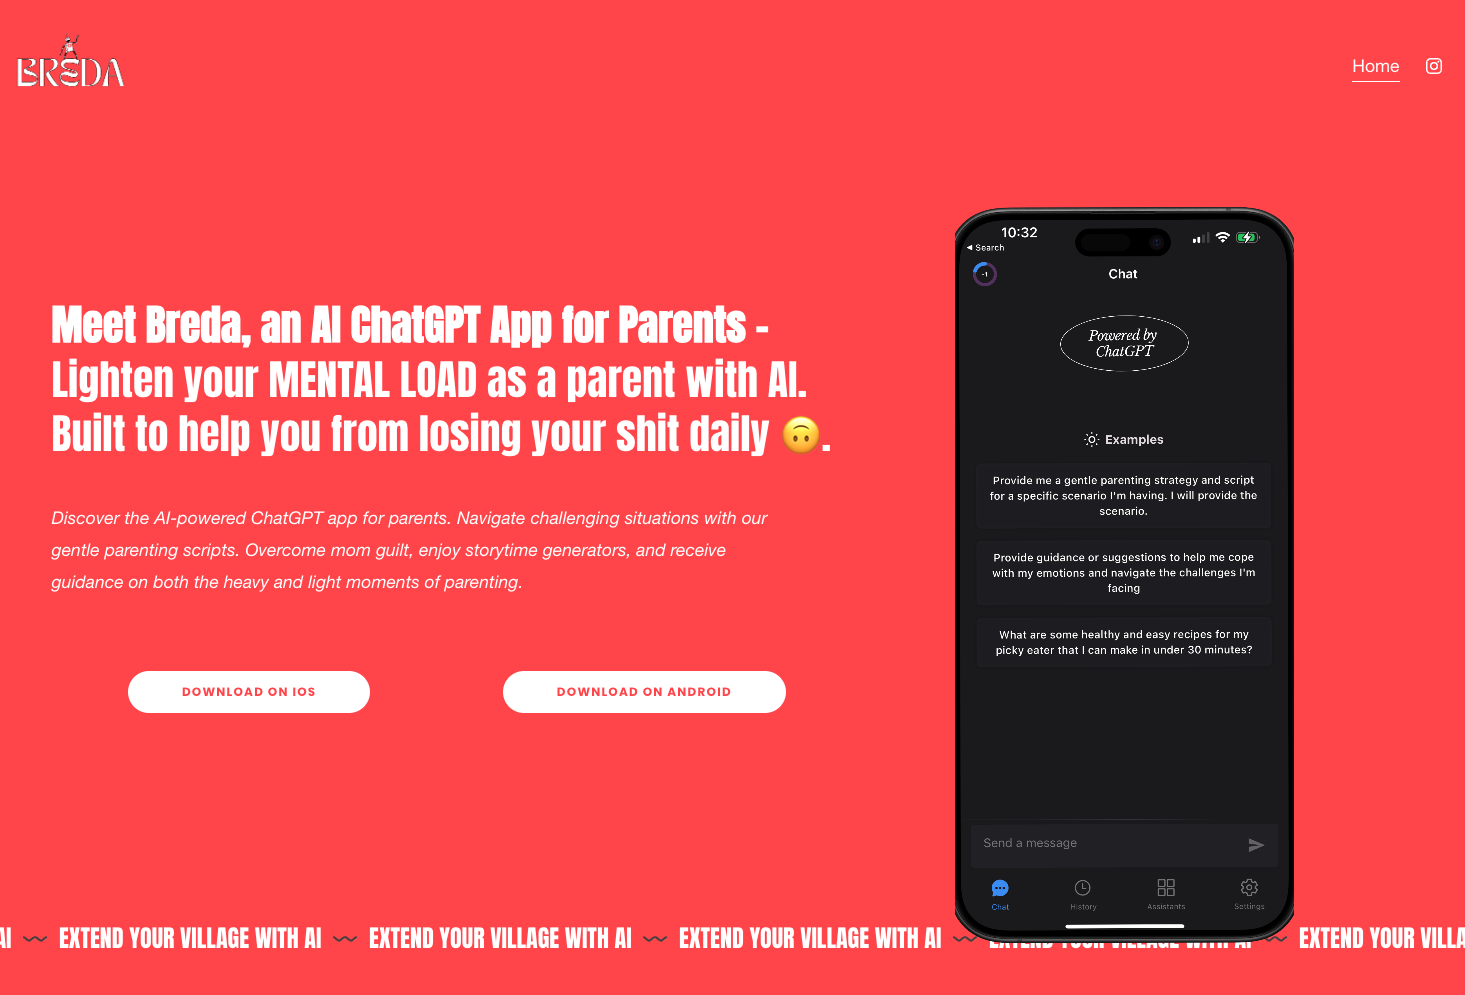 BREDA
Home
Meet Breda, an AI ChatGPT App for Parents -
Lighten your MENTAL LOAD as a parent with AI.
Built to help you from losing your shit daily 🙃.
Discover the AI-powered ChatGPT app for parents. Navigate challenging situations with our
gentle parenting scripts. Overcome mom guilt, enjoy storytime generators, and receive
guidance on both the heavy and light moments of parenting.
DOWNLOAD ON IOS
DOWNLOAD ON ANDROID
10:32
◀ Search
-1
Chat
Powered by
ChatGPT
Examples
Provide me a gentle parenting strategy and script
for a specific scenario I'm having. I will provide the
scenario.
Provide guidance or suggestions to help me cope
with my emotions and navigate the challenges I'm
facing
What are some healthy and easy recipes for my
picky eater that I can make in under 30 minutes?
Send a message
Chat History Assistants Settings
AI EXTEND YOUR VILLAGE WITH AI EXTEND YOUR VILLAGE WITH AI EXTEND YOUR VILLAGE WITH AI EXTEND YOUR VILLAGE WITH AI EXTEND YOUR VILLA